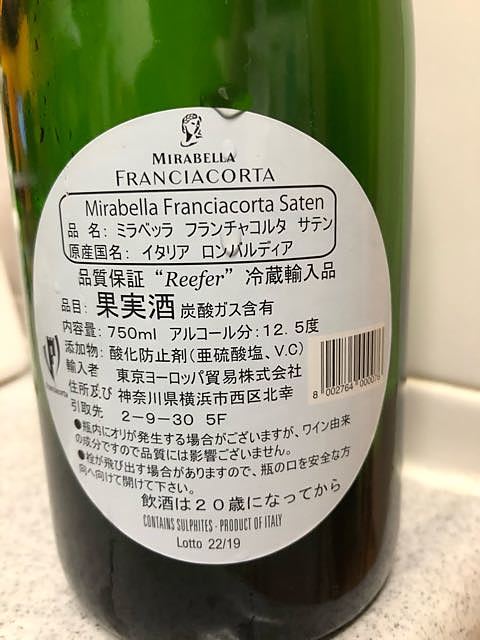 MIRABELLA
FRANCIACORTA
Mirabella Franciacorta Saten
品 名: ミラベッラ フランチャコルタ サテン
原産国名: イタリア ロンバルディア
品質保証 “Reefer” 冷蔵輸入品
品目: 果実酒 炭酸ガス含有
内容量: 750ml アルコール分: 12.5度
添加物: 酸化防止剤(亜硫酸塩、V.C)
輸入者 東京ヨーロッパ貿易株式会社
住所及び 神奈川県横浜市西区北幸
引取先 2-9-30 5F
8 002764 000078
●瓶内にオリが発生する場合がございますが、ワイン由来
の成分ですので品質には影響ございません。
●栓が飛び出す場合がありますので、瓶の口を安全な方
向へ向けて開けて下さい。
飲酒は20歳になってから
CONTAINS SULPHITES - PRODUCT OF ITALY
Lotto 22/19